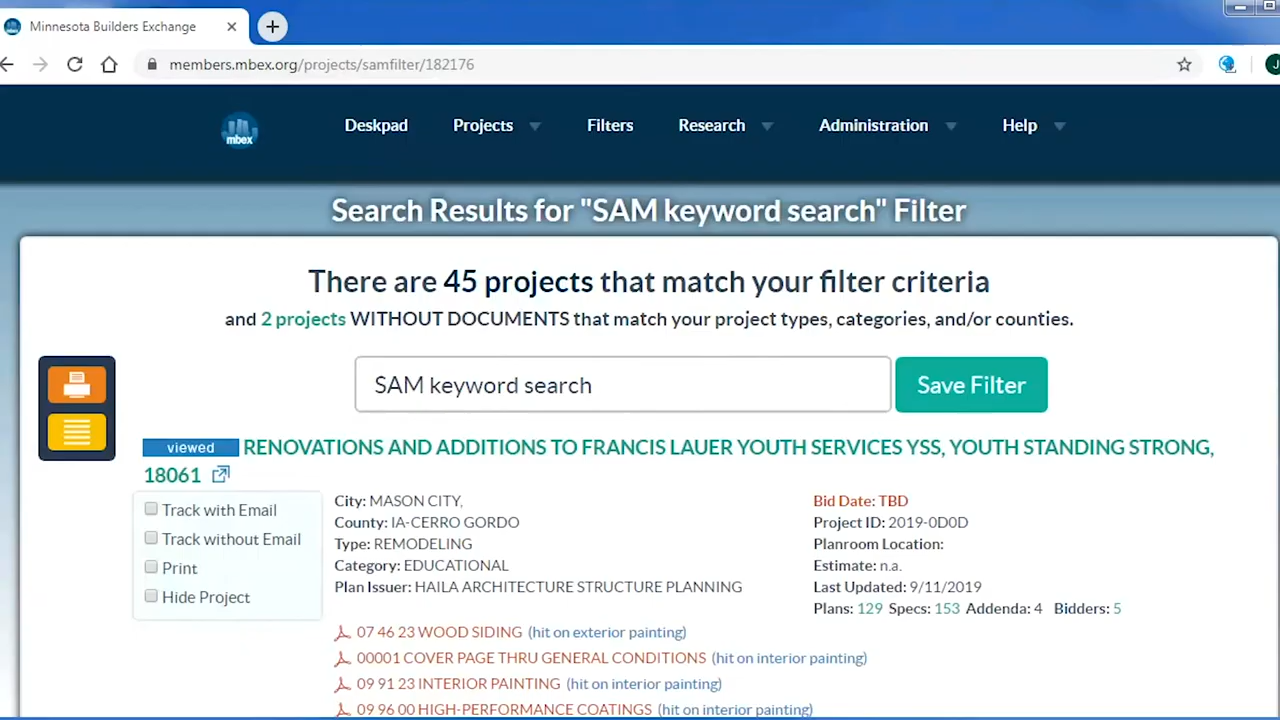 Minnesota Builders Exchange
members.mbex.org/projects/samfilter/182176
J
mbex
Deskpad Projects Filters Research Administration Help
Search Results for "SAM keyword search" Filter
There are 45 projects that match your filter criteria
and 2 projects WITHOUT DOCUMENTS that match your project types, categories, and/or counties.
SAM keyword search Save Filter
viewed RENOVATIONS AND ADDITIONS TO FRANCIS LAUER YOUTH SERVICES YSS, YOUTH STANDING STRONG,
18061
Track with Email
Track without Email
Print
Hide Project
City: MASON CITY,
County: IA-CERRO GORDO
Type: REMODELING
Category: EDUCATIONAL
Plan Issuer: HAILA ARCHITECTURE STRUCTURE PLANNING
Bid Date: TBD
Project ID: 2019-0D0D
Planroom Location:
Estimate: n.a.
Last Updated: 9/11/2019
Plans: 129 Specs: 153 Addenda: 4 Bidders: 5
07 46 23 WOOD SIDING (hit on exterior painting)
00001 COVER PAGE THRU GENERAL CONDITIONS (hit on interior painting)
09 91 23 INTERIOR PAINTING (hit on interior painting)
09 96 00 HIGH-PERFORMANCE COATINGS (hit on interior painting)